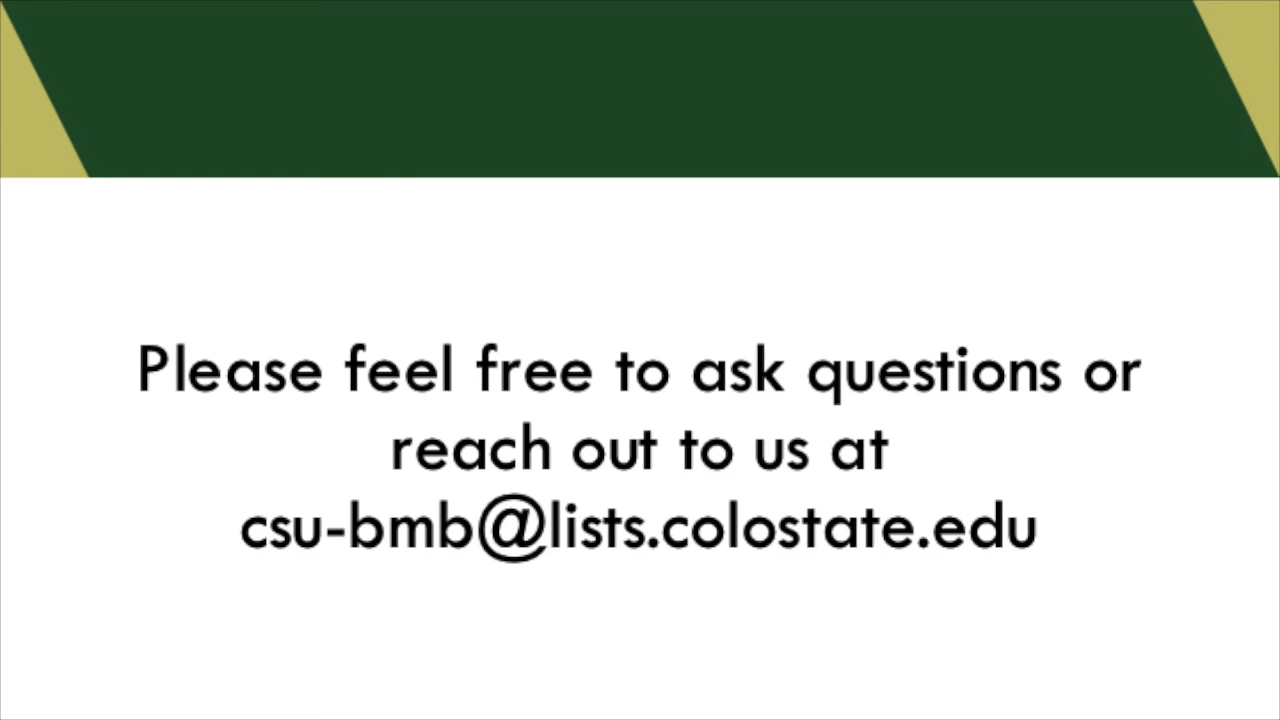 Please feel free to ask questions or
reach out to us at
csu-bmb@lists.colostate.edu